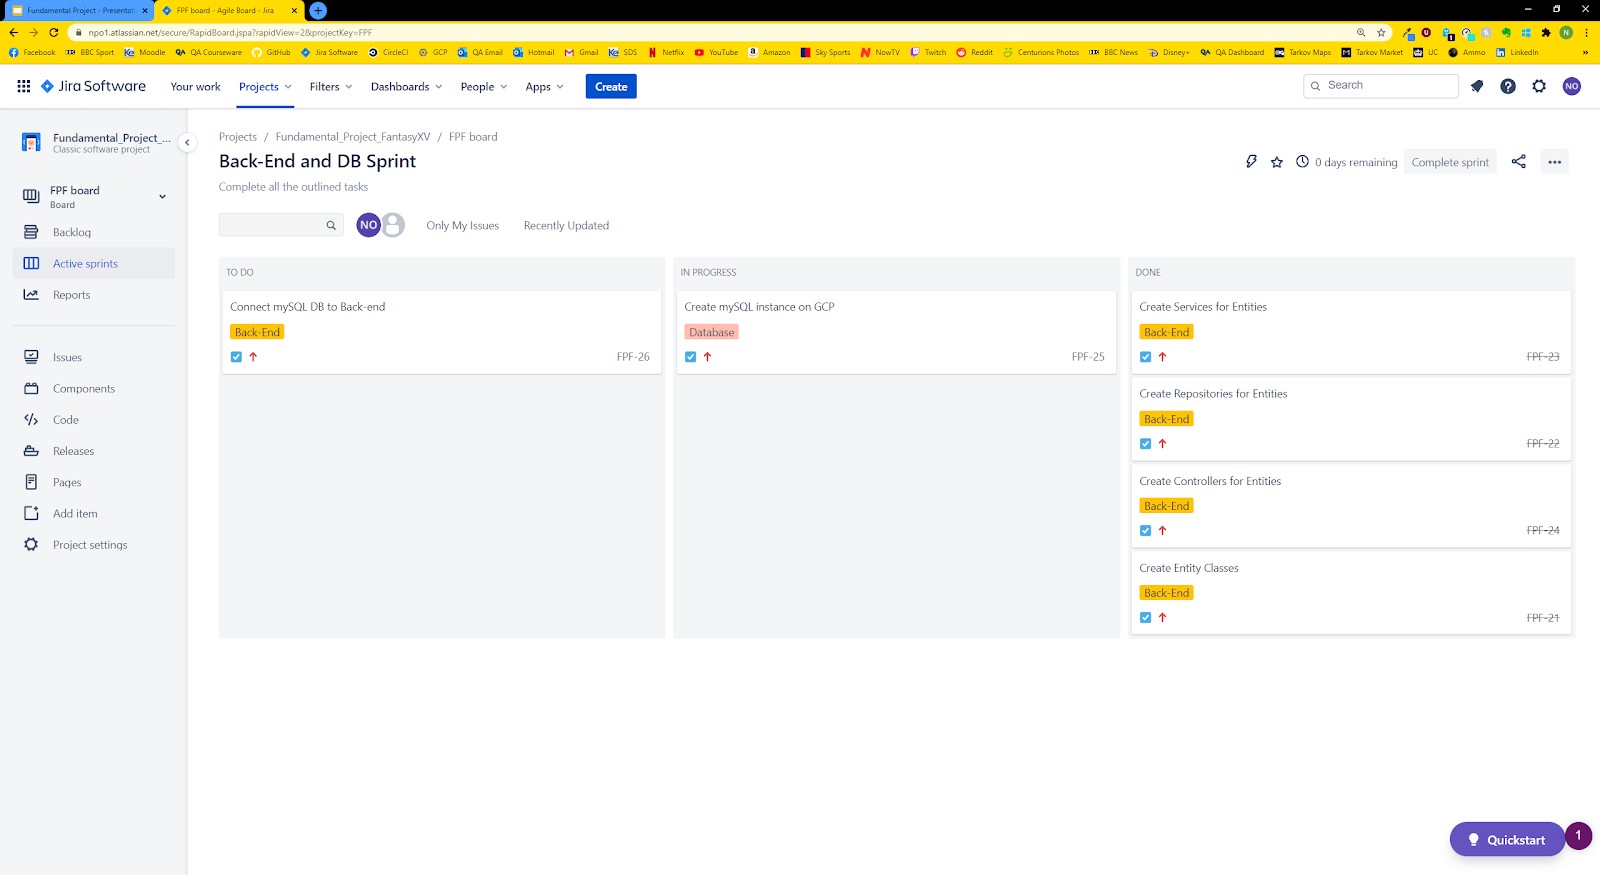 Fundamental Project - Presentati
FPF board - Agile Board - Jira
npo1.atlassian.net/secure/RapidBoard.jspa?rapidView=2&projectKey=FPF
Facebook BBC Sport Moodle QA Courseware GitHub Jira Software CircleCI GCP QA Email Hotmail Gmail SDS Netflix YouTube Amazon Sky Sports NowTV Twitch Reddit Centurions Photos BBC News Disney+ QA Dashboard Tarkov Maps Tarkov Market UC Ammo LinkedIn »
Jira Software Your work Projects Filters Dashboards People Apps Create Search NO
Fundamental_Project_...
Classic software project
FPF board
Board
Backlog
Active sprints
Reports
Issues
Components
Code
Releases
Pages
Add item
Project settings
Projects / Fundamental_Project_FantasyXV / FPF board
Back-End and DB Sprint
0 days remaining Complete sprint
Complete all the outlined tasks
NO Only My Issues Recently Updated
TO DO
Connect mySQL DB to Back-end
Back-End
FPF-26
IN PROGRESS
Create mySQL instance on GCP
Database
FPF-25
DONE
Create Services for Entities
Back-End
FPF-23
Create Repositories for Entities
Back-End
FPF-22
Create Controllers for Entities
Back-End
FPF-24
Create Entity Classes
Back-End
FPF-21
Quickstart 1